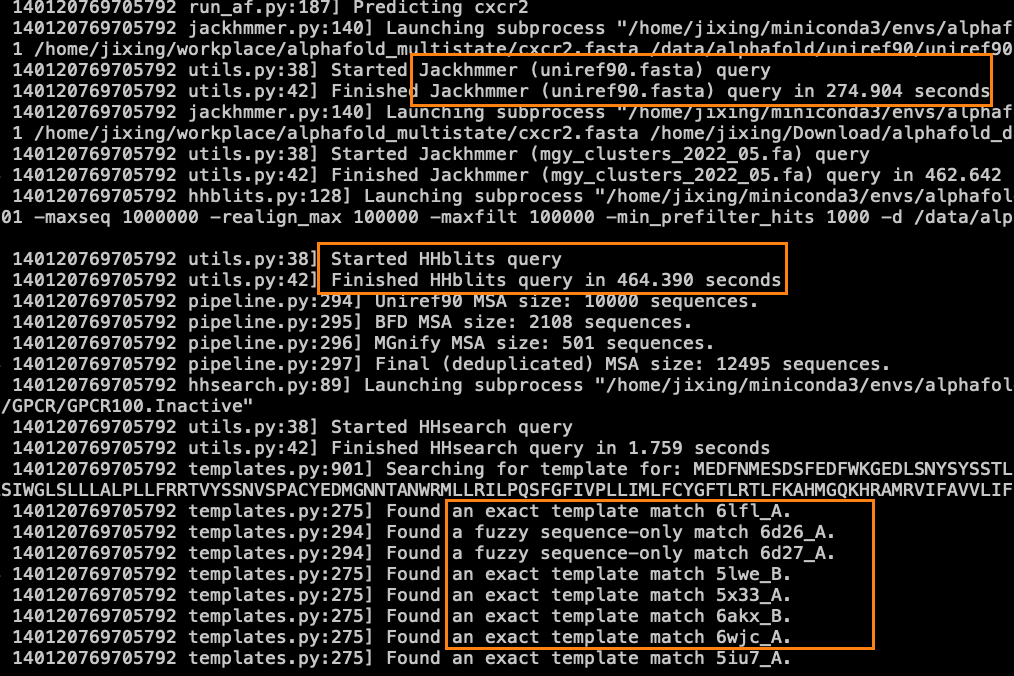 140120769705792 run_af.py:187] Predicting cxcr2
140120769705792 jackhmmer.py:140] Launching subprocess "/home/jixing/miniconda3/envs/alphaf
1 /home/jixing/workplace/alphafold_multistate/cxcr2.fasta /data/alphafold/uniref90/uniref90
140120769705792 utils.py:38] Started Jackhmmer (uniref90.fasta) query
140120769705792 utils.py:42] Finished Jackhmmer (uniref90.fasta) query in 274.904 seconds
140120769705792 jackhmmer.py:140] Launching subprocess "/home/jixing/miniconda3/envs/alphaf
1 /home/jixing/workplace/alphafold_multistate/cxcr2.fasta /home/jixing/Download/alphafold_d
140120769705792 utils.py:38] Started Jackhmmer (mgy_clusters_2022_05.fa) query
140120769705792 utils.py:42] Finished Jackhmmer (mgy_clusters_2022_05.fa) query in 462.642
140120769705792 hhblits.py:128] Launching subprocess "/home/jixing/miniconda3/envs/alphafol
01 -maxseq 1000000 -realign_max 100000 -maxfilt 100000 -min_prefilter_hits 1000 -d /data/alp
140120769705792 utils.py:38] Started HHblits query
140120769705792 utils.py:42] Finished HHblits query in 464.390 seconds
140120769705792 pipeline.py:294] Uniref90 MSA size: 10000 sequences.
140120769705792 pipeline.py:295] BFD MSA size: 2108 sequences.
140120769705792 pipeline.py:296] MGnify MSA size: 501 sequences.
140120769705792 pipeline.py:297] Final (deduplicated) MSA size: 12495 sequences.
140120769705792 hhsearch.py:89] Launching subprocess "/home/jixing/miniconda3/envs/alphafol
/GPCR/GPCR100.Inactive"
140120769705792 utils.py:38] Started HHsearch query
140120769705792 utils.py:42] Finished HHsearch query in 1.759 seconds
140120769705792 templates.py:901] Searching for template for: MEDFNMESDSFEDFWKGEDLSNYSYSSTL
SIWGLSLLLALPLLFRRTVYSSNVSPACYEDMGNNTANWRMLLRILPQSFGFIVPLLIMLFCYGFTLRTLFKAHMGQKHRAMRVIFAVVLIF
140120769705792 templates.py:275] Found an exact template match 6lfl_A.
140120769705792 templates.py:294] Found a fuzzy sequence-only match 6d26_A.
140120769705792 templates.py:294] Found a fuzzy sequence-only match 6d27_A.
140120769705792 templates.py:275] Found an exact template match 5lwe_B.
140120769705792 templates.py:275] Found an exact template match 5x33_A.
140120769705792 templates.py:275] Found an exact template match 6akx_B.
140120769705792 templates.py:275] Found an exact template match 6wjc_A.
140120769705792 templates.py:275] Found an exact template match 5iu7_A.